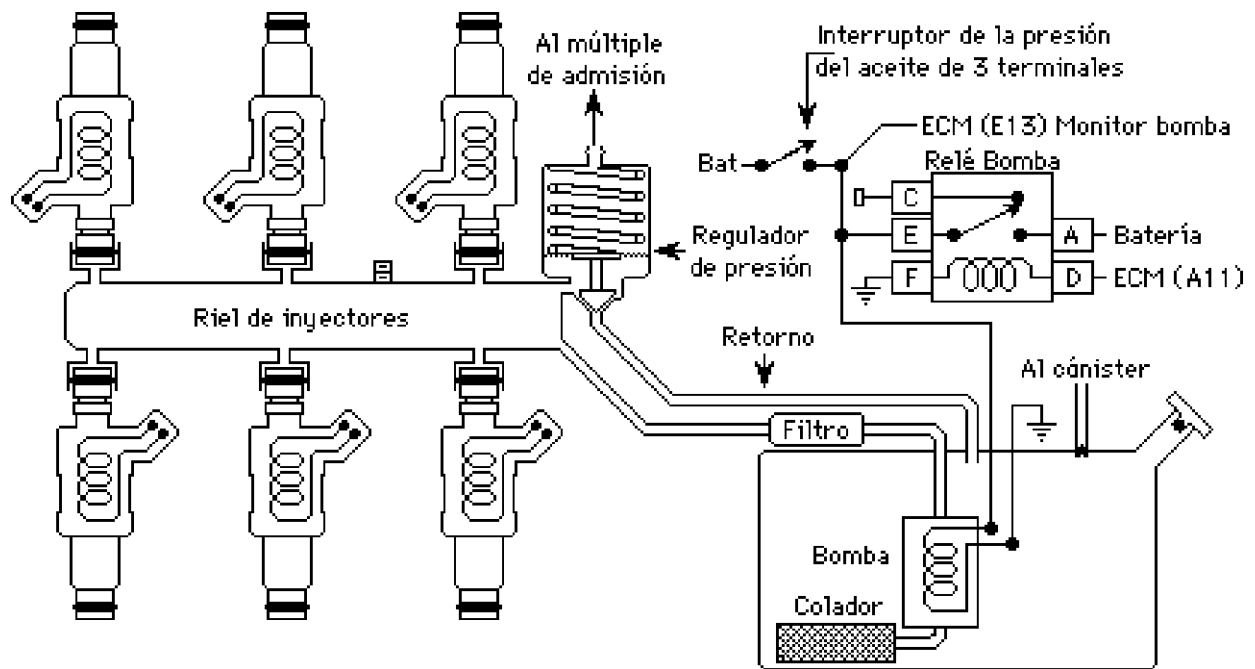 Al múltiple
de admisión
Interruptor de la presión
del aceite de 3 terminales
ECM (E13) Monitor bomba
Bat
Relé Bomba
C
E
A
Batería
F
D
ECM (A11)
Regulador
de presión
Riel de inyectores
Retorno
Al cánister
Filtro
Bomba
Colador